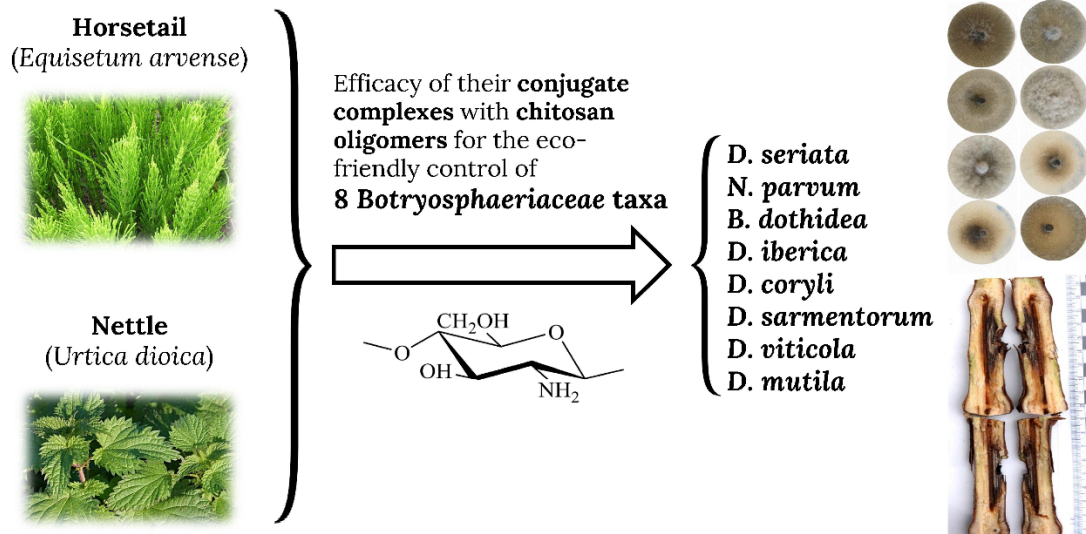 Horsetail
(Equisetum arvense)
Nettle
(Urtica dioica)
Efficacy of their conjugate
complexes with chitosan
oligomers for the eco-
friendly control of
8 Botryosphaeriaceae taxa
CH2OH
O
O
OH
NH2
D. seriata
N. parvum
B. dothidea
D. iberica
D. coryli
D. sarmentorum
D. viticola
D. mutila